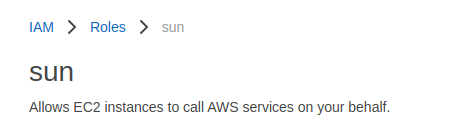 IAM > Roles > sun
sun
Allows EC2 instances to call AWS services on your behalf.